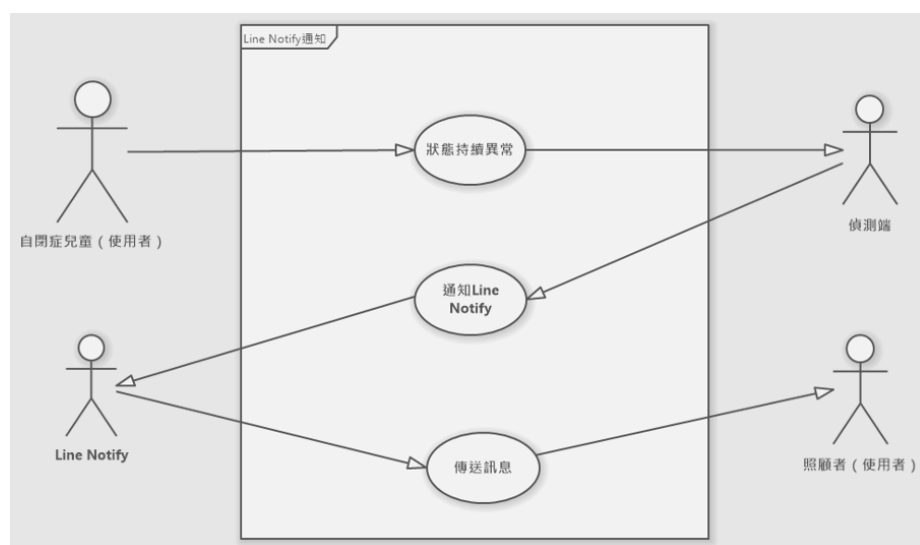 Line Notify通知
狀態持續異常
自閉症兒童（使用者）
偵測端
通知Line
Notify
Line Notify
傳送訊息
照顧者（使用者）